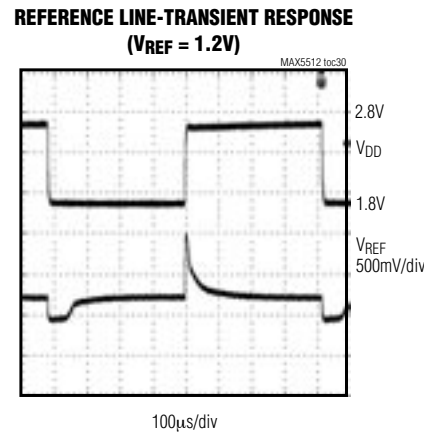 REFERENCE LINE-TRANSIENT RESPONSE
(VREF = 1.2V)
MAX5512 toc30
2.8V
VDD
1.8V
VREF
500mV/div
100µs/div